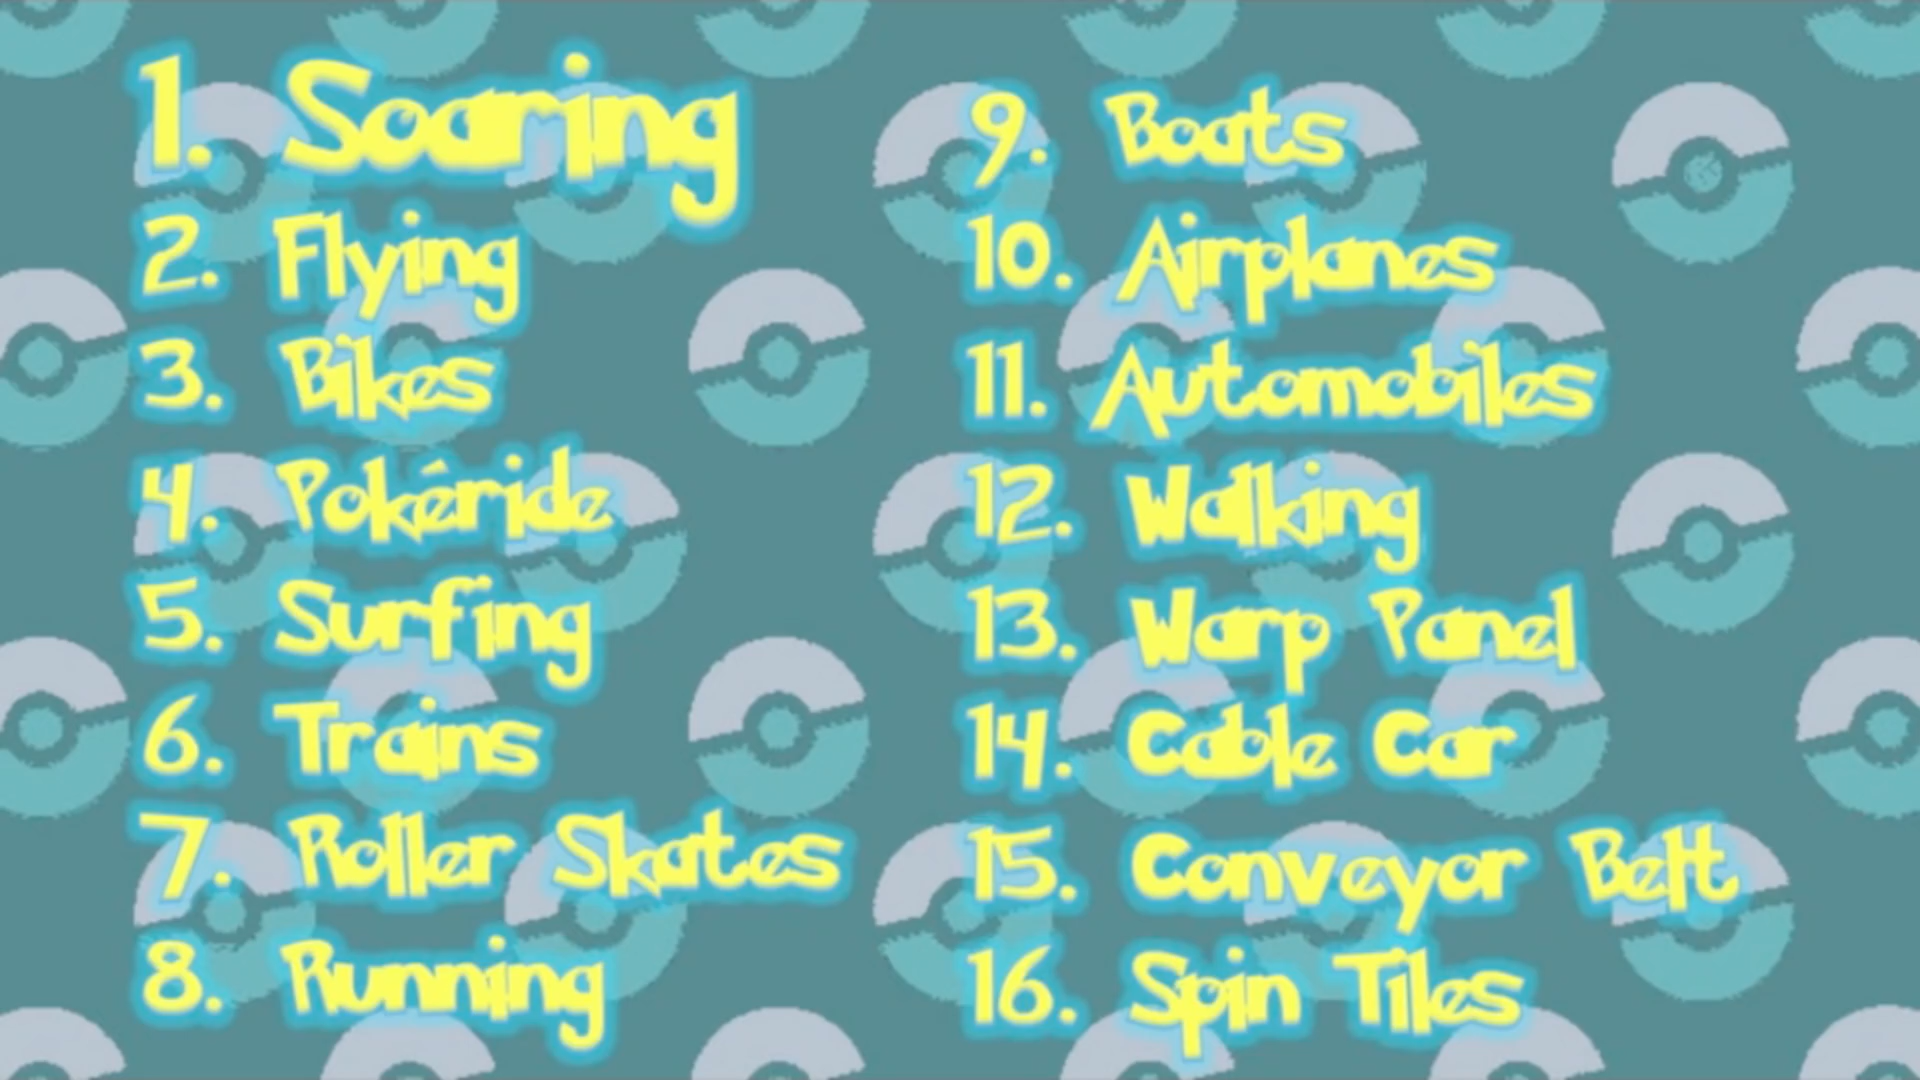 1. Soaring
2. Flying
3. Bikes
4. Pokéride
5. Surfing
6. Trains
7. Roller Skates
8. Running
9. Boats
10. Airplanes
11. Automobiles
12. Walking
13. Warp Panel
14. Cable Car
15. Conveyor Belt
16. Spin Tiles